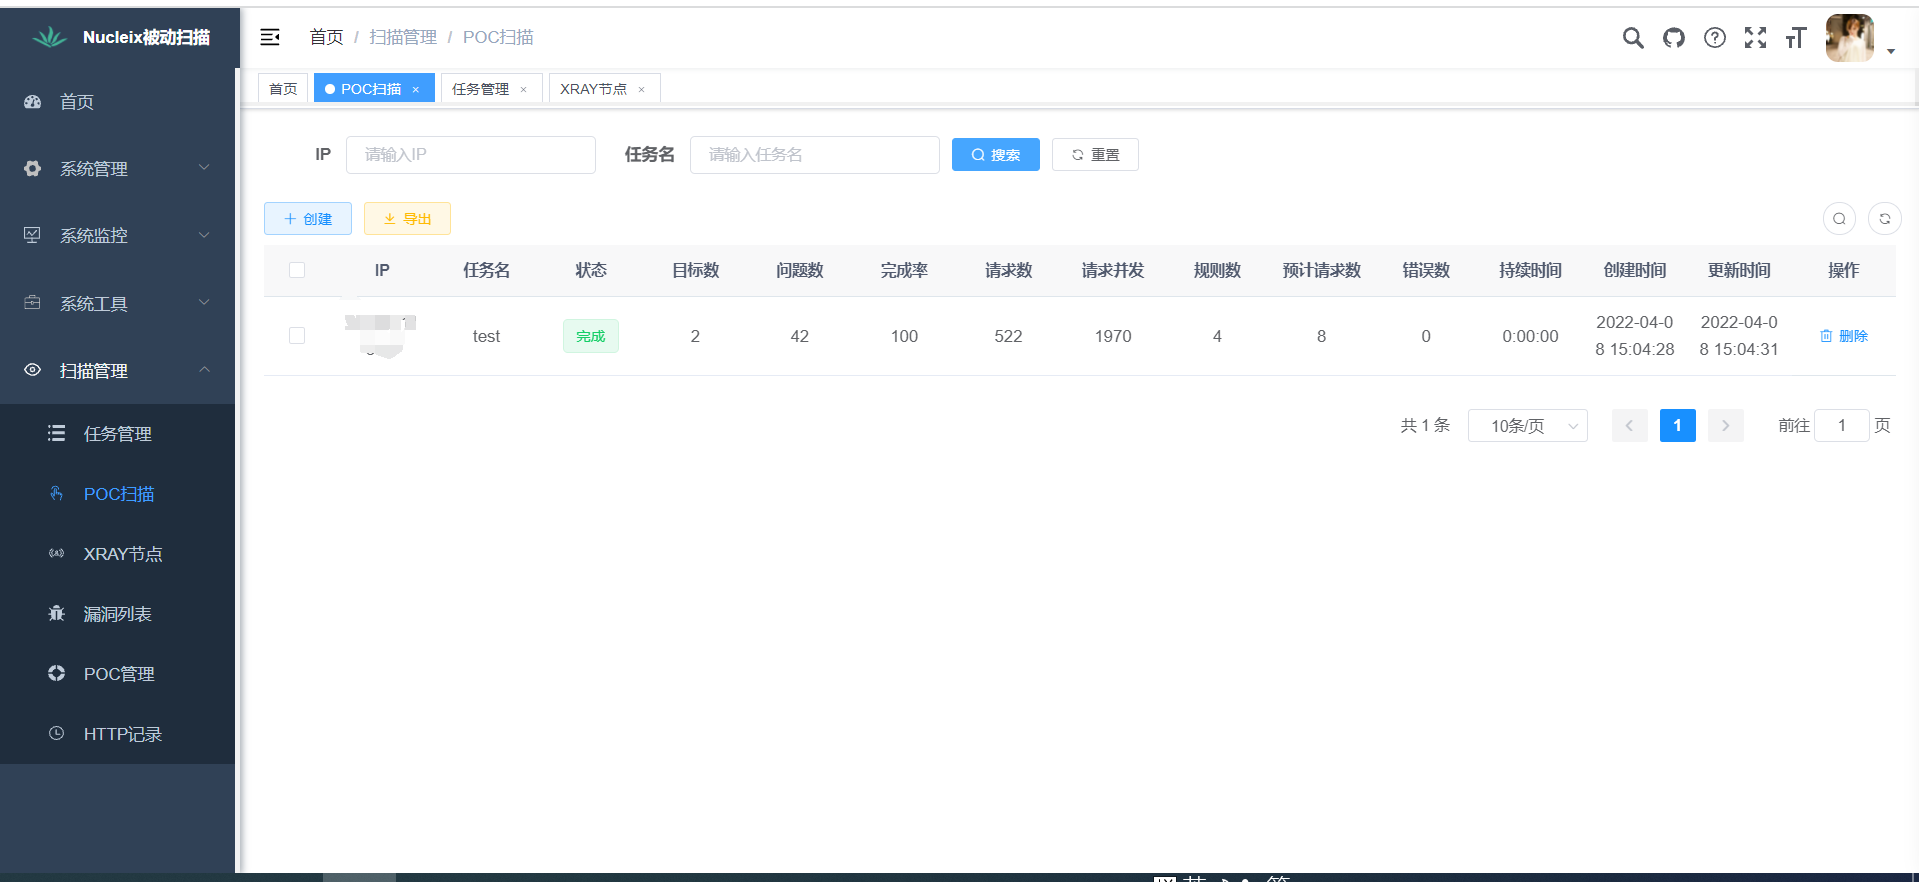 Nucleix被动扫描
首页 / 扫描管理 / POC扫描
首页
系统管理
系统监控
系统工具
扫描管理
任务管理
POC扫描
XRAY节点
漏洞列表
POC管理
HTTP记录
首页 POC扫描 × 任务管理 × XRAY节点 ×
IP 请输入IP 任务名 请输入任务名 搜索 重置
创建 导出
IP 任务名 状态 目标数 问题数 完成率 请求数 请求并发 规则数 预计请求数 错误数 持续时间 创建时间 更新时间 操作
test 完成 2 42 100 522 1970 4 8 0 0:00:00 2022-04-08 15:04:28 2022-04-08 15:04:31 删除
共 1 条 10条/页 1 前往 1 页